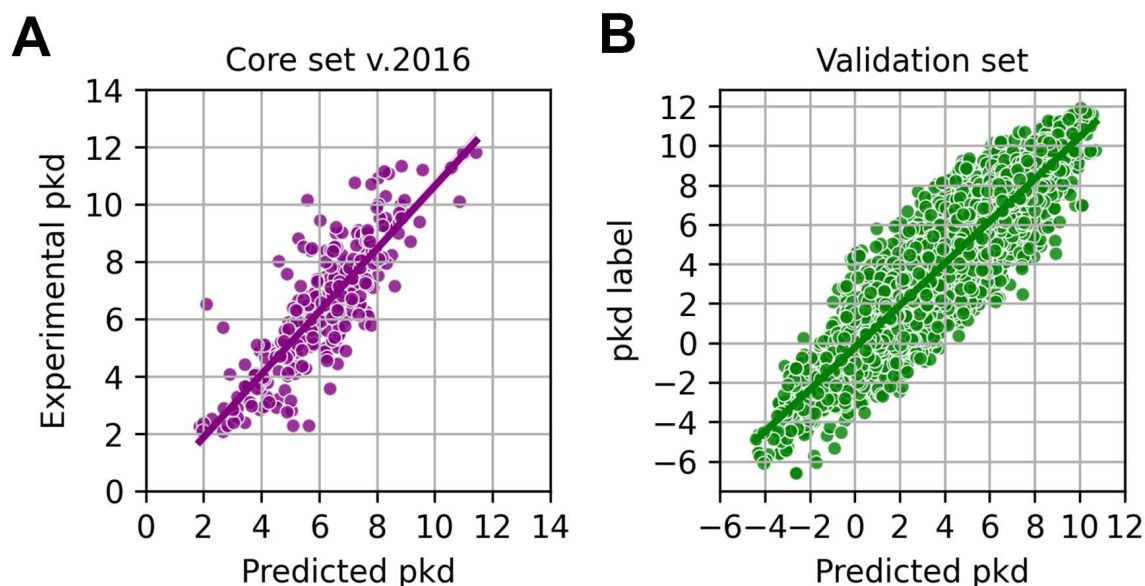 A
Core set v.2016
Experimental pkd
14
12
10
8
6
4
2
0
0 2 4 6 8 10 12 14
Predicted pkd
B
Validation set
pkd label
12
10
8
6
4
2
0
−2
−4
−6
−6 −4 −2 0 2 4 6 8 10 12
Predicted pkd